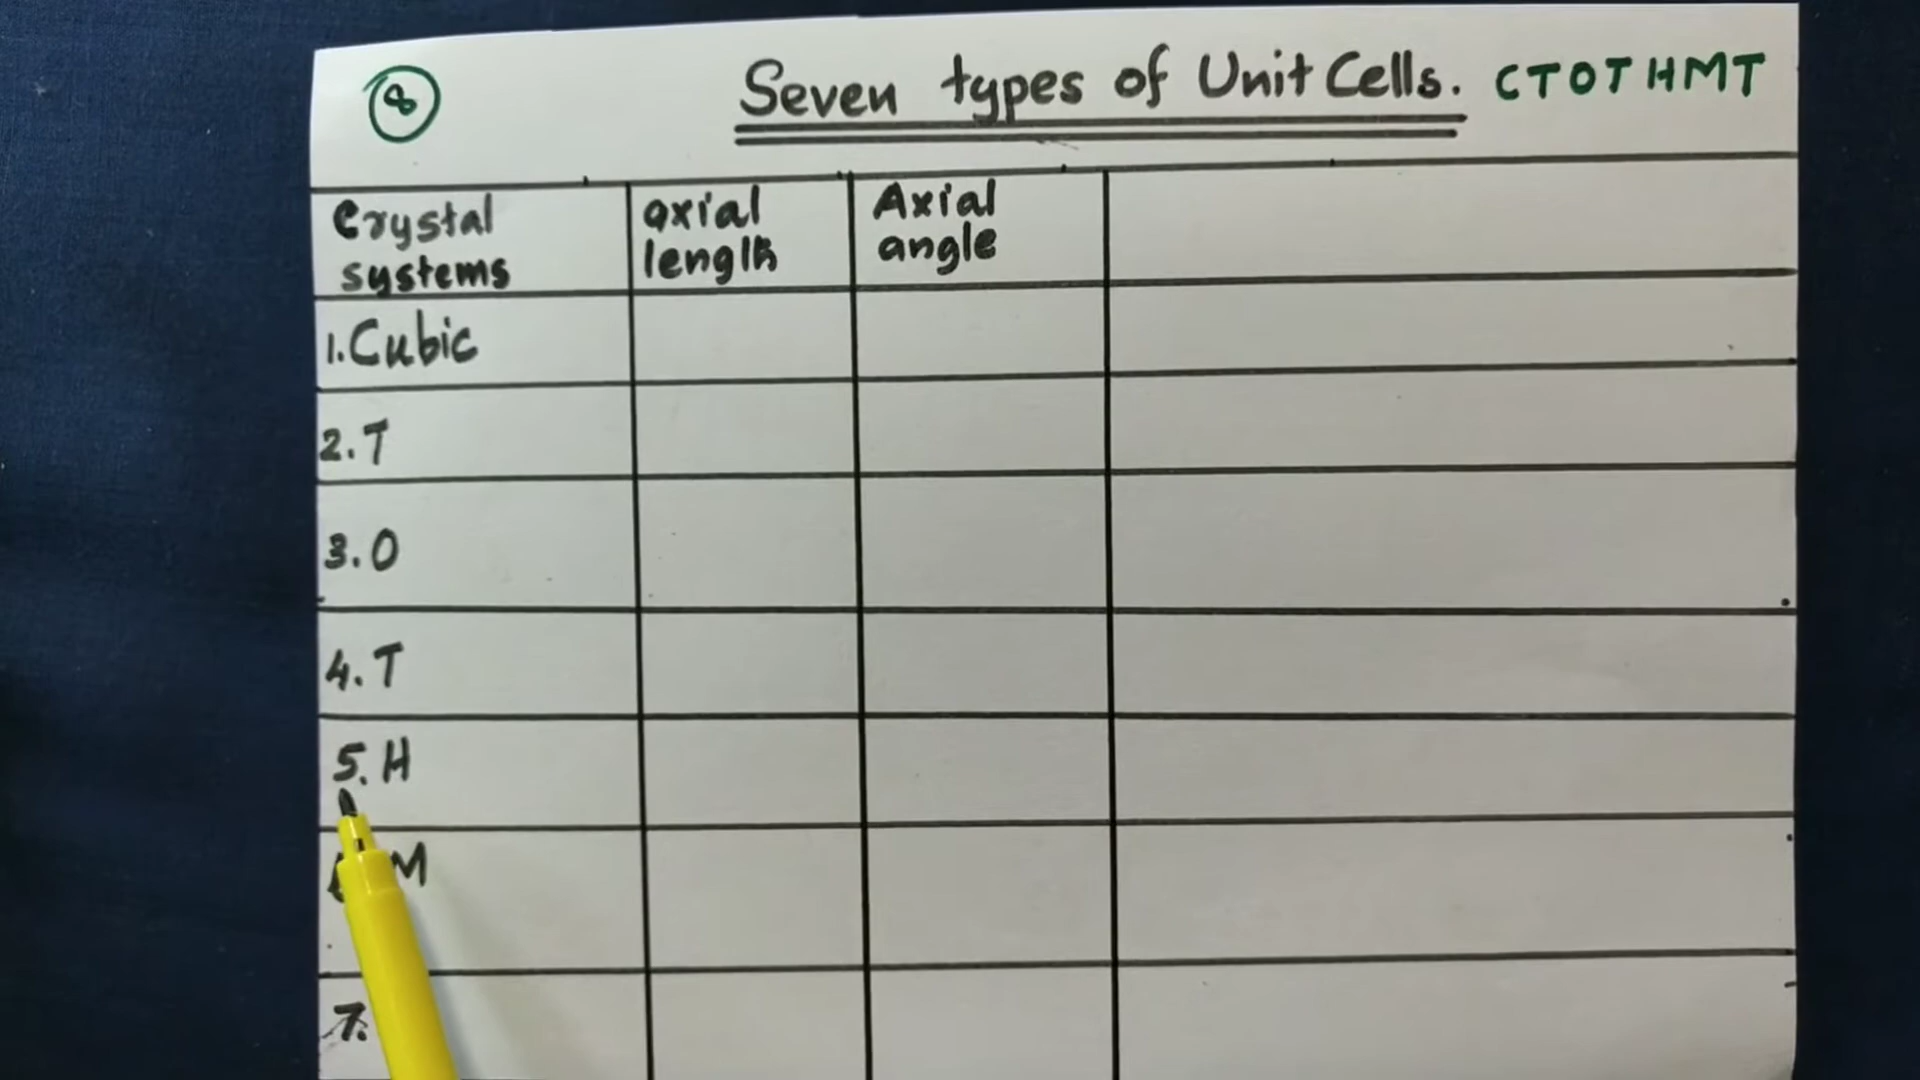 8
Seven types of Unit Cells. CTOTHMT
Crystal systems
axial length
Axial angle
1. Cubic
2. T
3. O
4. T
5. H
M
7.